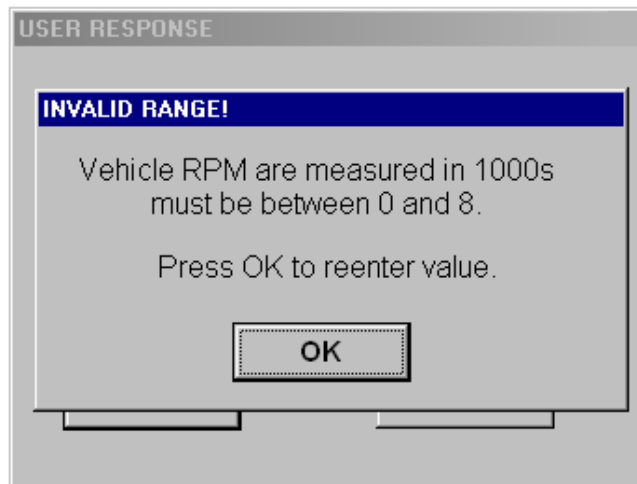 USER RESPONSE
INVALID RANGE!
Vehicle RPM are measured in 1000s
must be between 0 and 8.
Press OK to reenter value.
OK